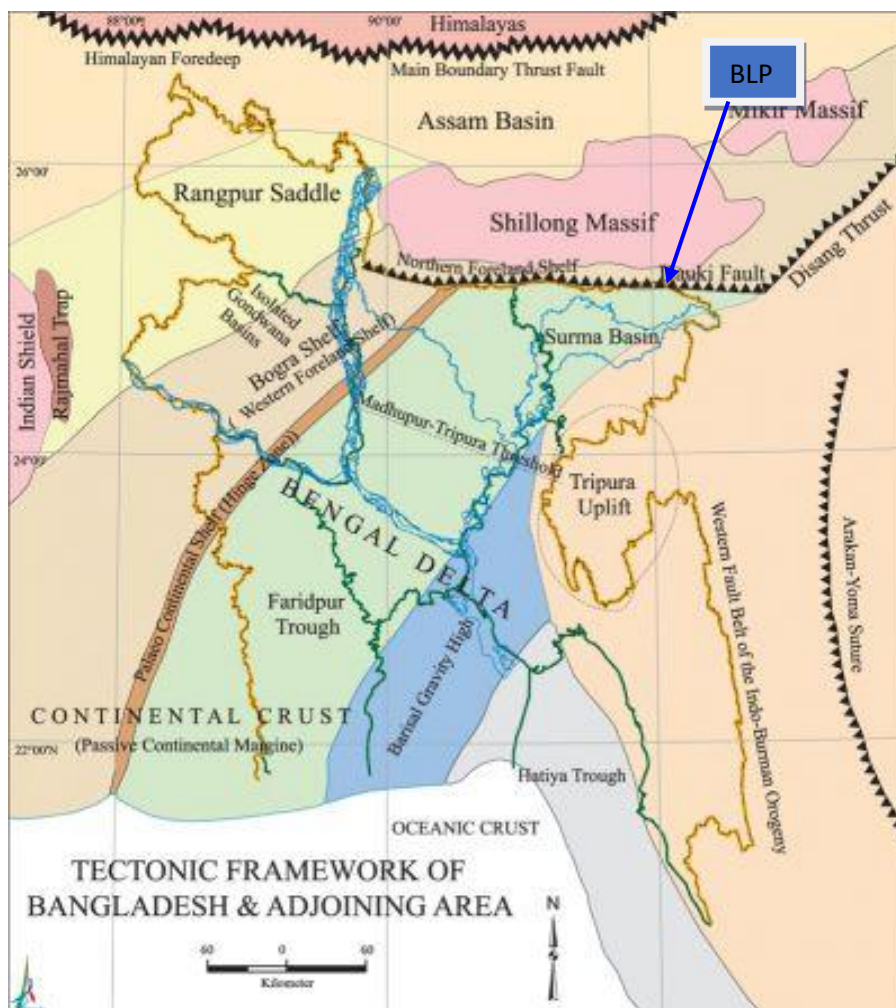 88°00'
90°00'
Himalayas
Himalayan Foredeep
Main Boundary Thrust Fault
BLP
Assam Basin
Mikir Massif
26°00'
Rangpur Saddle
Shillong Massif
Disang Thrust
Northern Foreland Shelf
Dauki Fault
Indian Shield
Rajmahal Trap
Isolated
Gondwana
Basins
Bogra Shelf
(Western Foreland Shelf)
Surma Basin
Madhupur-Tripura Threshold
24°00'
Tripura
Uplift
BENGAL DELTA
Palaeo Continental Shelf (Hinge Zone))
Faridpur
Trough
Barisal Gravity High
Western Fault Belt of the Indo-Burman Orogeny
Arakan-Yoma Suture
CONTINENTAL CRUST
(Passive Continental Margine)
22°00'N
Hatiya Trough
OCEANIC CRUST
TECTONIC FRAMEWORK OF
BANGLADESH & ADJOINING AREA
N
60 0 60
Kilometer